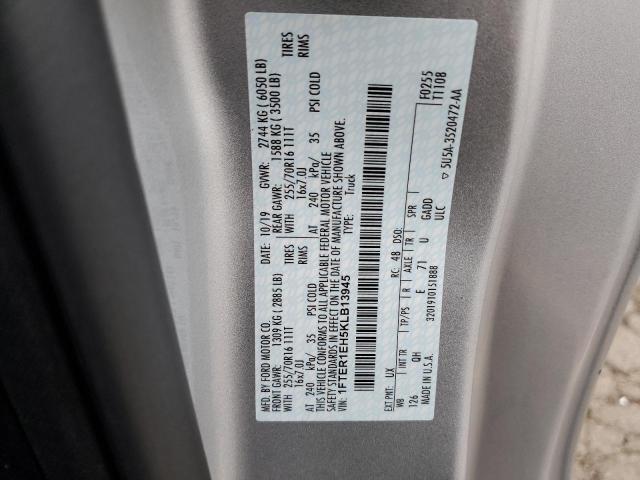 MFD. BY FORD MOTOR CO.
DATE: 10/19 GVWR: 2744 KG ( 6050 LB)
FRONT GAWR: 1309 KG ( 2885 LB) REAR GAWR: 1588 KG ( 3500 LB)
WITH 255/70R16 111T TIRES WITH 255/70R16 111T TIRES
16x7.0J RIMS 16x7.0J RIMS
AT 240 kPa/ 35 PSI COLD AT 240 kPa/ 35 PSI COLD
THIS VEHICLE CONFORMS TO ALL APPLICABLE FEDERAL MOTOR VEHICLE
SAFETY STANDARDS IN EFFECT ON THE DATE OF MANUFACTURE SHOWN ABOVE.
VIN: 1FTER1EH5KLB13945
TYPE: Truck
F0255
T1108
EXT PNT: UX RC: 48 DSO:
WB INT TR TP/PS R AXLE TR SPR
126 QH E 71 U GADD
ULC
MADE IN U.S.A. 3201910151888
5U5A-3520472-AA